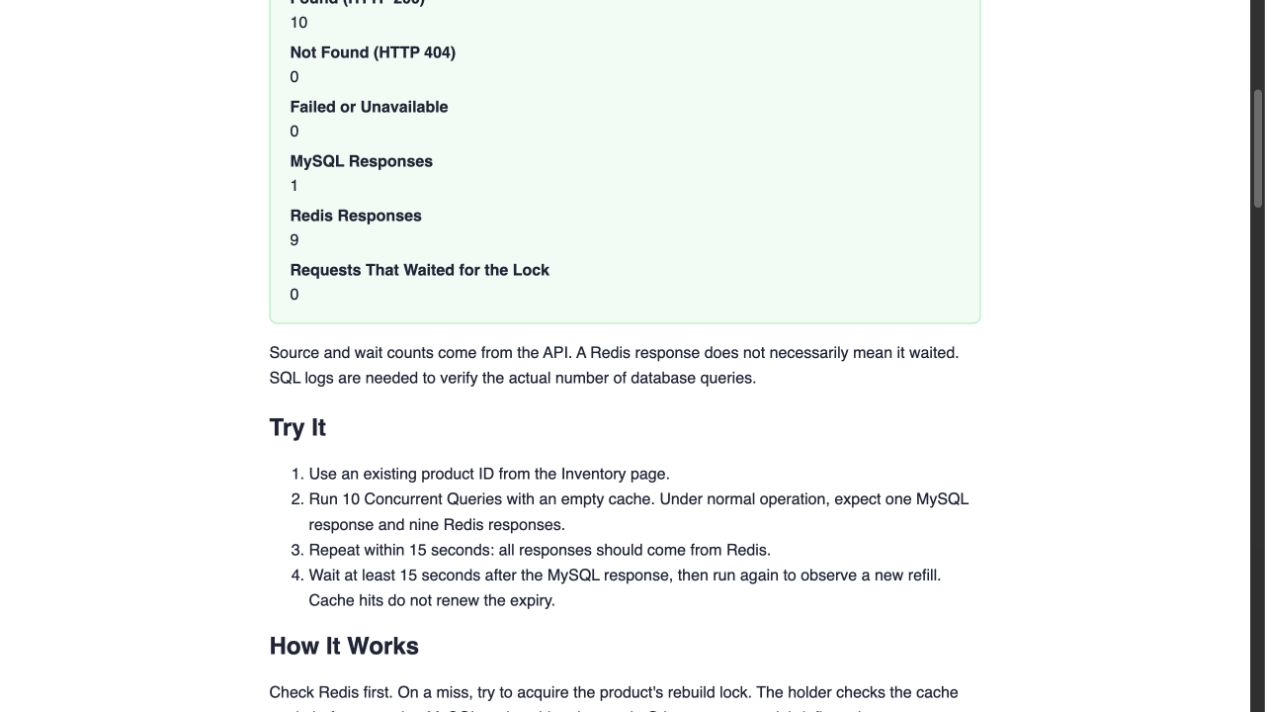 Found (HTTP 200)
10
Not Found (HTTP 404)
0
Failed or Unavailable
0
MySQL Responses
1
Redis Responses
9
Requests That Waited for the Lock
0
Source and wait counts come from the API. A Redis response does not necessarily mean it waited.
SQL logs are needed to verify the actual number of database queries.
Try It
1. Use an existing product ID from the Inventory page.
2. Run 10 Concurrent Queries with an empty cache. Under normal operation, expect one MySQL
response and nine Redis responses.
3. Repeat within 15 seconds: all responses should come from Redis.
4. Wait at least 15 seconds after the MySQL response, then run again to observe a new refill.
Cache hits do not renew the expiry.
How It Works
Check Redis first. On a miss, try to acquire the product's rebuild lock. The holder checks the cache